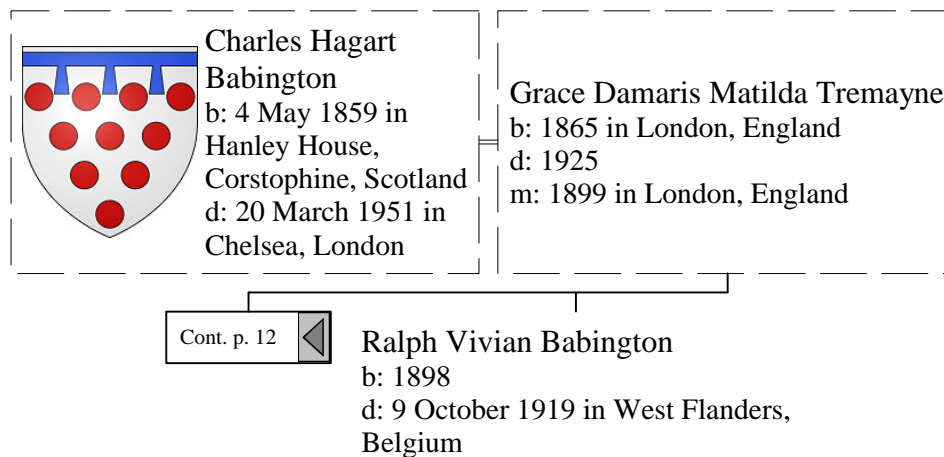 Charles Hagart
Babington
b: 4 May 1859 in
Hanley House,
Corstophine, Scotland
d: 20 March 1951 in
Chelsea, London
Grace Damaris Matilda Tremayne
b: 1865 in London, England
d: 1925
m: 1899 in London, England
Cont. p. 12
Ralph Vivian Babington
b: 1898
d: 9 October 1919 in West Flanders,
Belgium